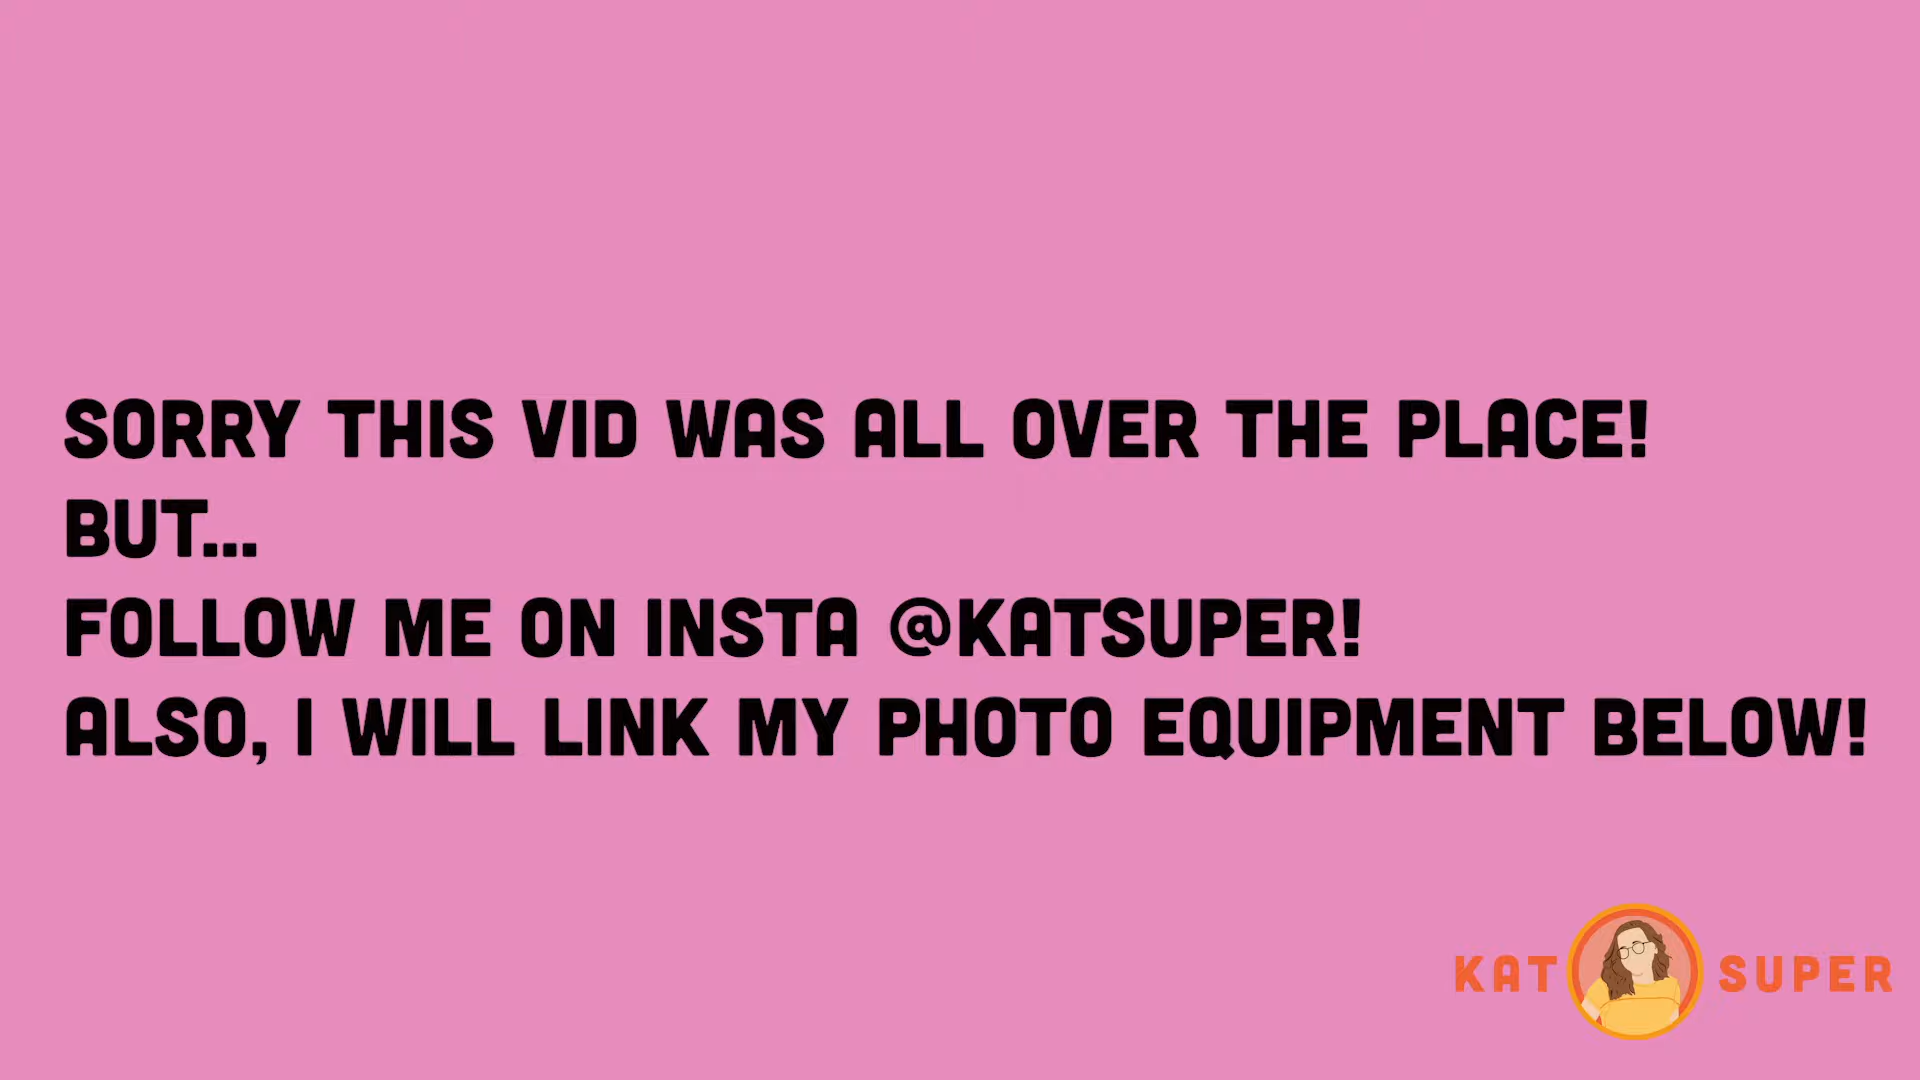 SORRY THIS VID WAS ALL OVER THE PLACE!
BUT...
FOLLOW ME ON INSTA @KATSUPER!
ALSO, I WILL LINK MY PHOTO EQUIPMENT BELOW!
KAT SUPER